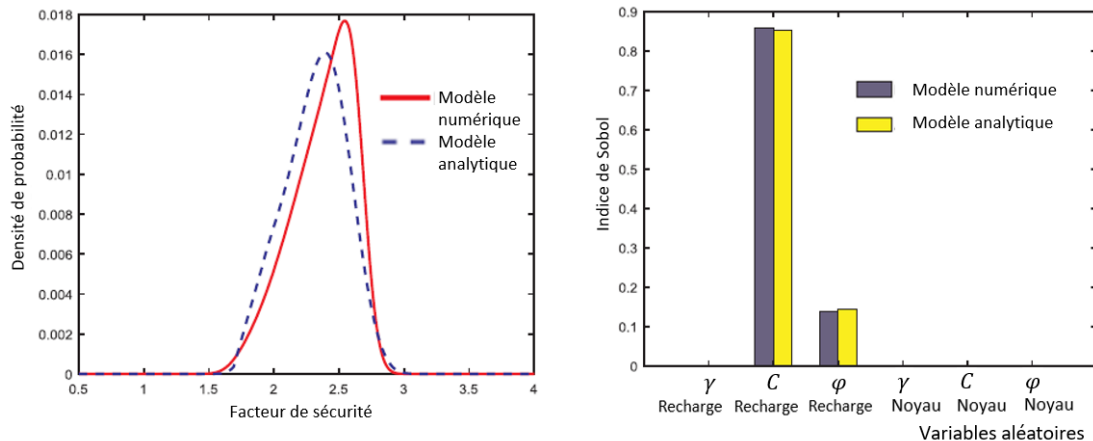 Densité de probabilité
0.018
0.016
0.014
0.012
0.01
0.008
0.006
0.004
0.002
0
0.5
1
1.5
2
2.5
3
3.5
4
Facteur de sécurité
Modèle
numérique
Modèle
analytique
Indice de Sobol
0.9
0.8
0.7
0.6
0.5
0.4
0.3
0.2
0.1
0
Modèle numérique
Modèle analytique
γ C φ γ C φ
Recharge Recharge Recharge Noyau Noyau Noyau
Variables aléatoires